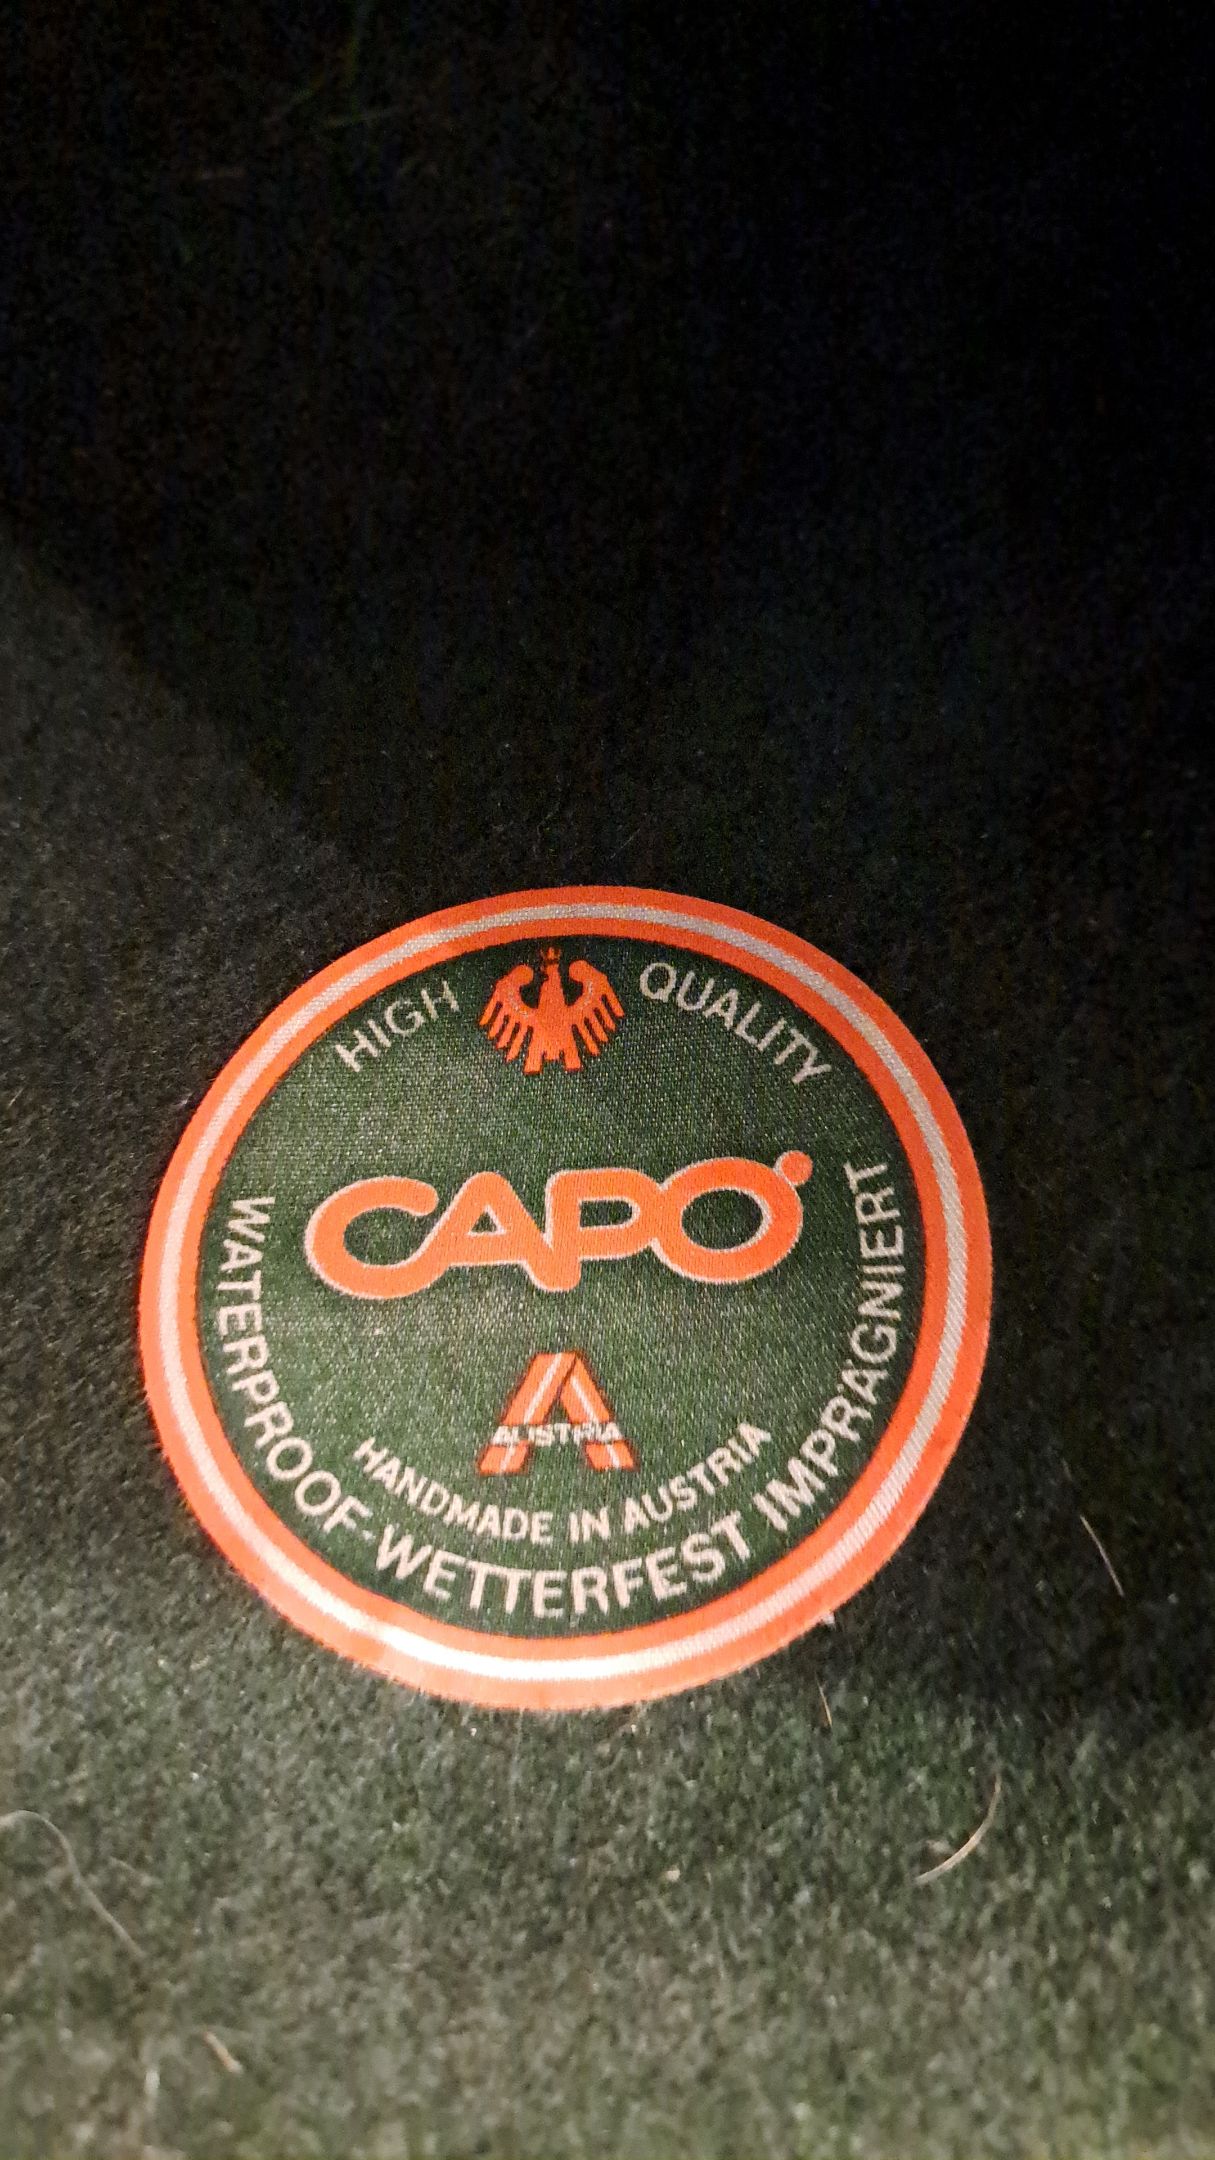 HIGH QUALITY
CAPO
AUSTRIA
HANDMADE IN AUSTRIA
WATERPROOF-WETTERFEST IMPRÄGNIERT